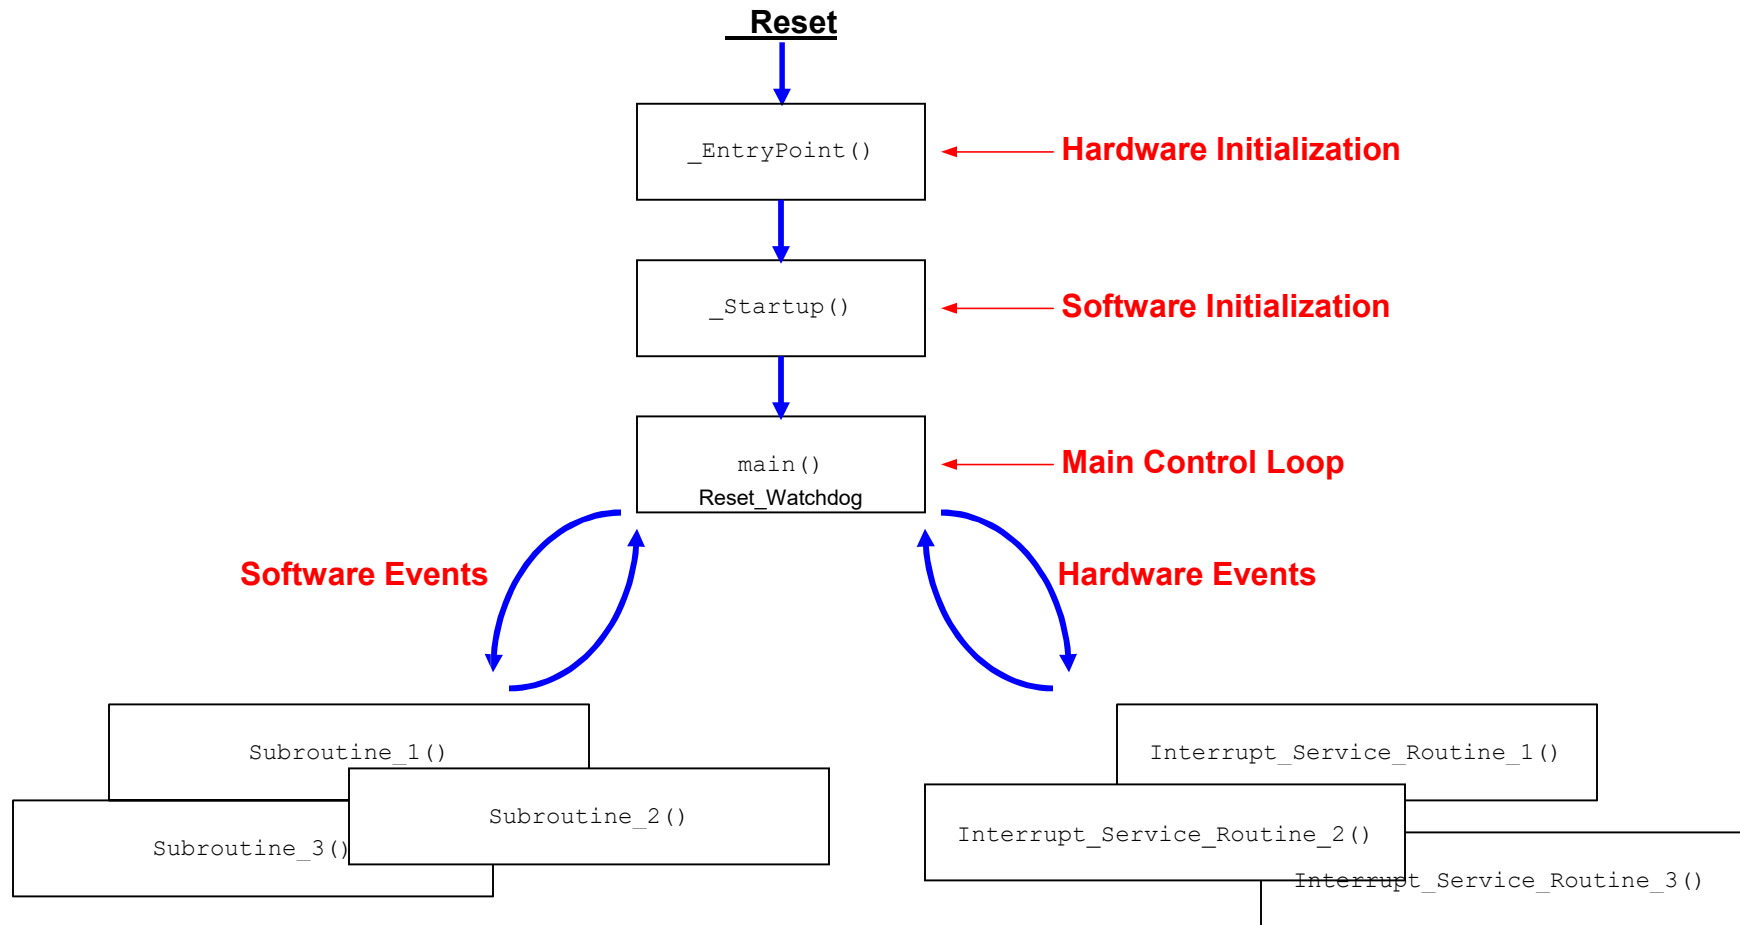 Reset
_EntryPoint()
Hardware Initialization
_Startup()
Software Initialization
main()
Main Control Loop
Reset_Watchdog
Software Events
Hardware Events
Subroutine_1()
Interrupt_Service_Routine_1()
Subroutine_2()
Interrupt_Service_Routine_2()
Subroutine_3()
Interrupt_Service_Routine_3()